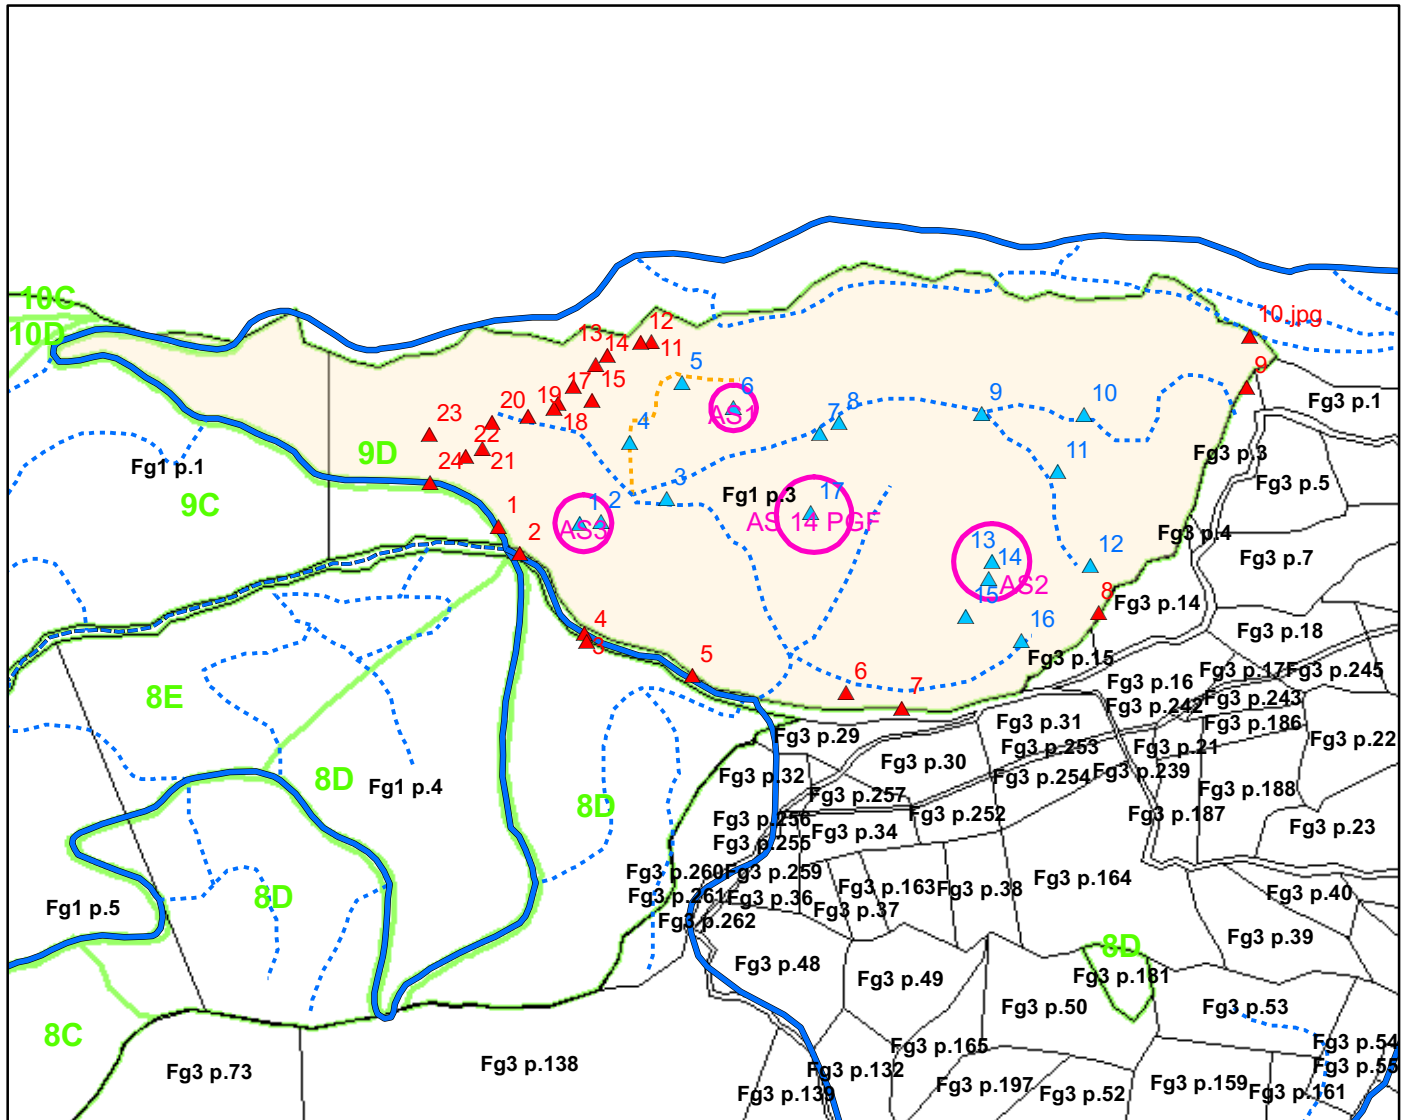 10C
10D
10.jpg
12
13
14
11
15
9
5
6
AS1
Fg3 p.1
17
19
18
20
23
22
21
24
9D
Fg1 p.1
9C
7
8
9
10
4
11
Fg3 p.3
Fg3 p.5
3
Fg1 p.3
17
AS 14 PGF
1
2
1
2
AS3
Fg3 p.4
Fg3 p.7
13
14
AS2
15
12
8
Fg3 p.14
4
3
16
Fg3 p.18
Fg3 p.15
5
6
7
Fg3 p.16
Fg3 p.17
Fg3 p.245
8E
Fg3 p.242
Fg3 p.243
Fg3 p.31
Fg3 p.186
Fg3 p.29
Fg3 p.253
Fg3 p.21
Fg3 p.22
Fg3 p.30
8D
Fg1 p.4
Fg3 p.32
Fg3 p.254
Fg3 p.239
Fg3 p.188
Fg3 p.257
8D
Fg3 p.252
Fg3 p.187
Fg3 p.256
Fg3 p.34
Fg3 p.23
Fg3 p.255
Fg3 p.260
Fg3 p.259
Fg3 p.164
Fg3 p.163
Fg3 p.38
Fg3 p.40
8D
Fg3 p.261
Fg3 p.36
Fg1 p.5
Fg3 p.37
Fg3 p.262
Fg3 p.39
8D
Fg3 p.48
Fg3 p.49
Fg3 p.181
Fg3 p.50
Fg3 p.53
8C
Fg3 p.165
Fg3 p.54
Fg3 p.73
Fg3 p.138
Fg3 p.132
Fg3 p.55
Fg3 p.197
Fg3 p.52
Fg3 p.159
Fg3 p.161
Fg3 p.139